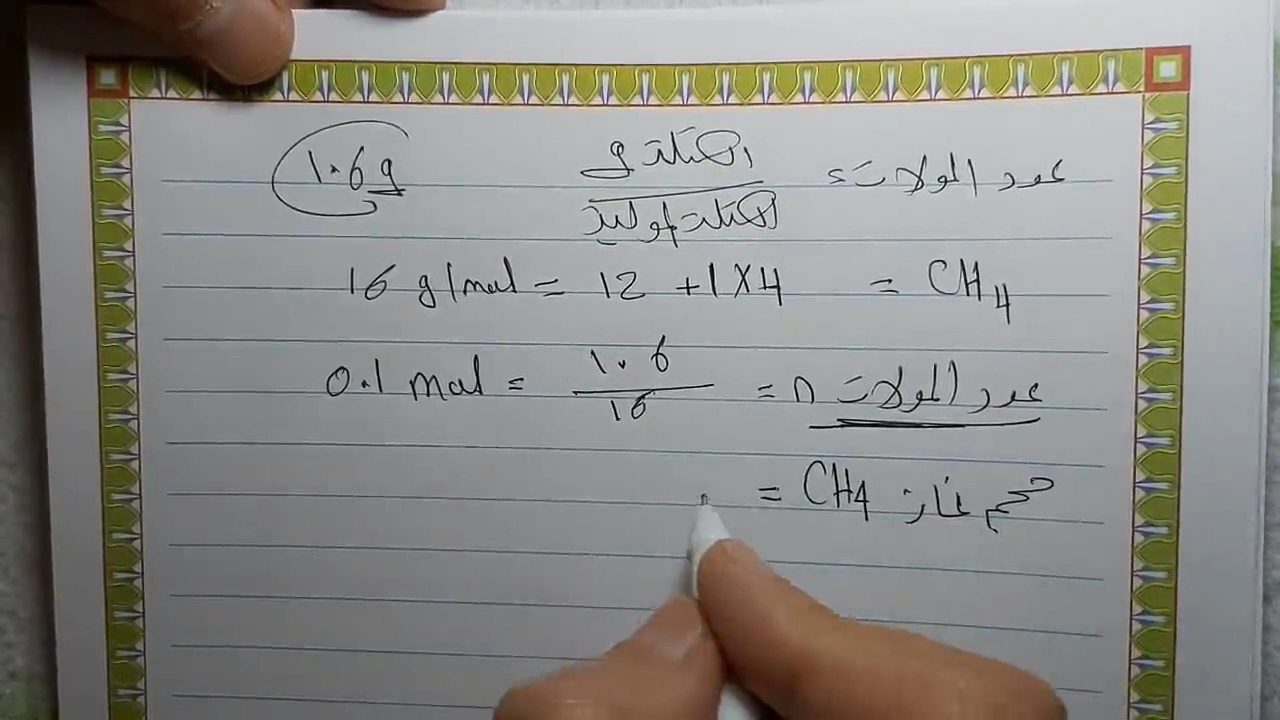 عدد المولات = الكتلة g / الكتلة المولية
1.6g
CH4 = 12 + 1 X 4 = 16 g/mol
عدد المولات n = 1.6 / 16 = 0.1 mol
حجم غاز CH4 =